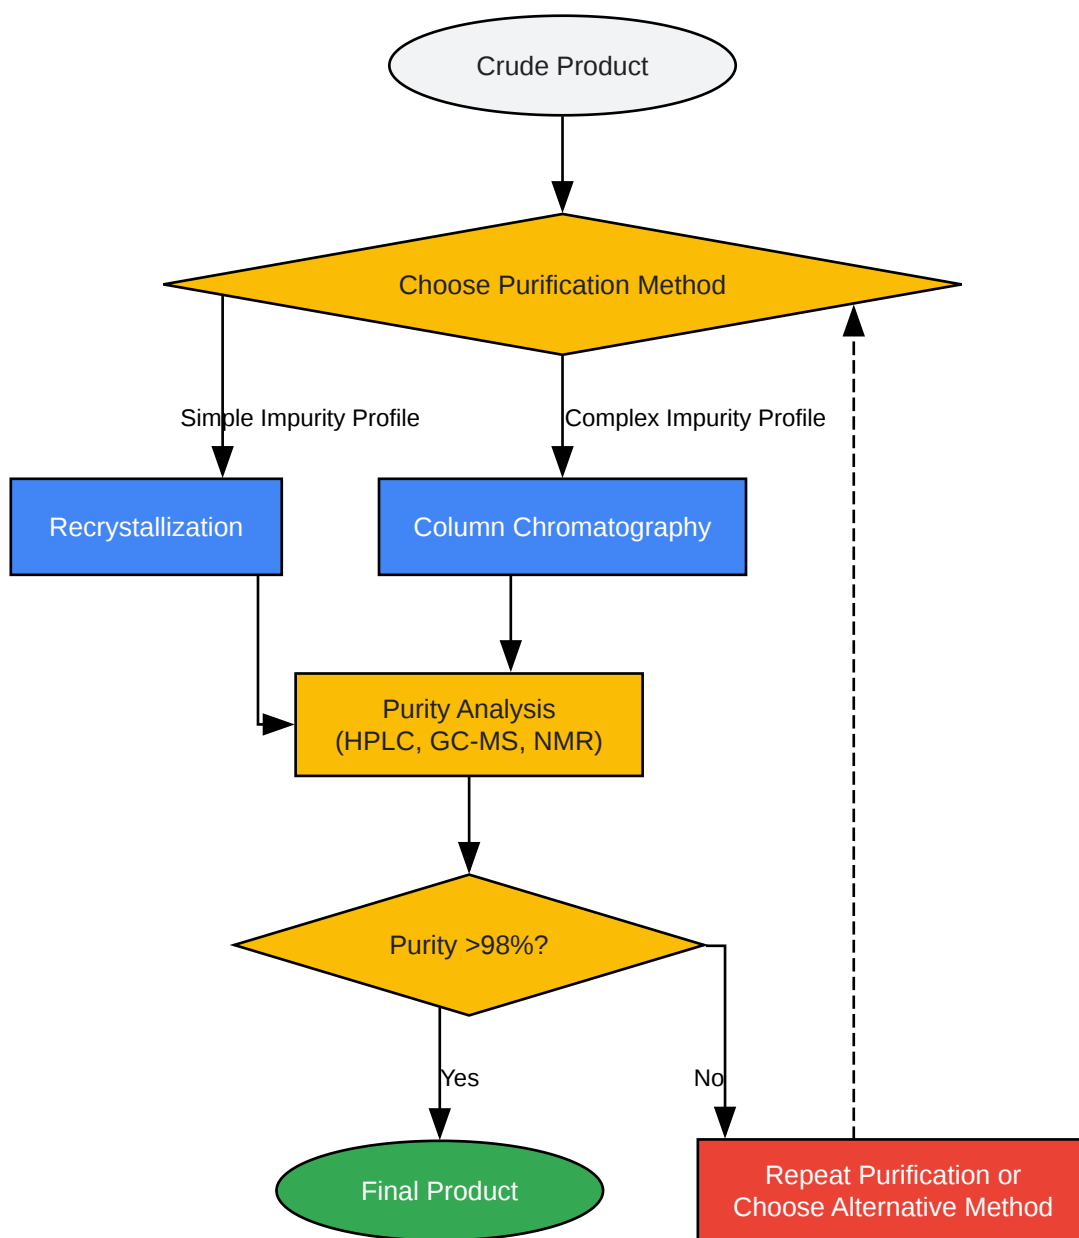 Crude Product
Choose Purification Method
Simple Impurity Profile
Complex Impurity Profile
Recrystallization
Column Chromatography
Purity Analysis
(HPLC, GC-MS, NMR)
Purity >98%?
Yes
No
Final Product
Repeat Purification or
Choose Alternative Method